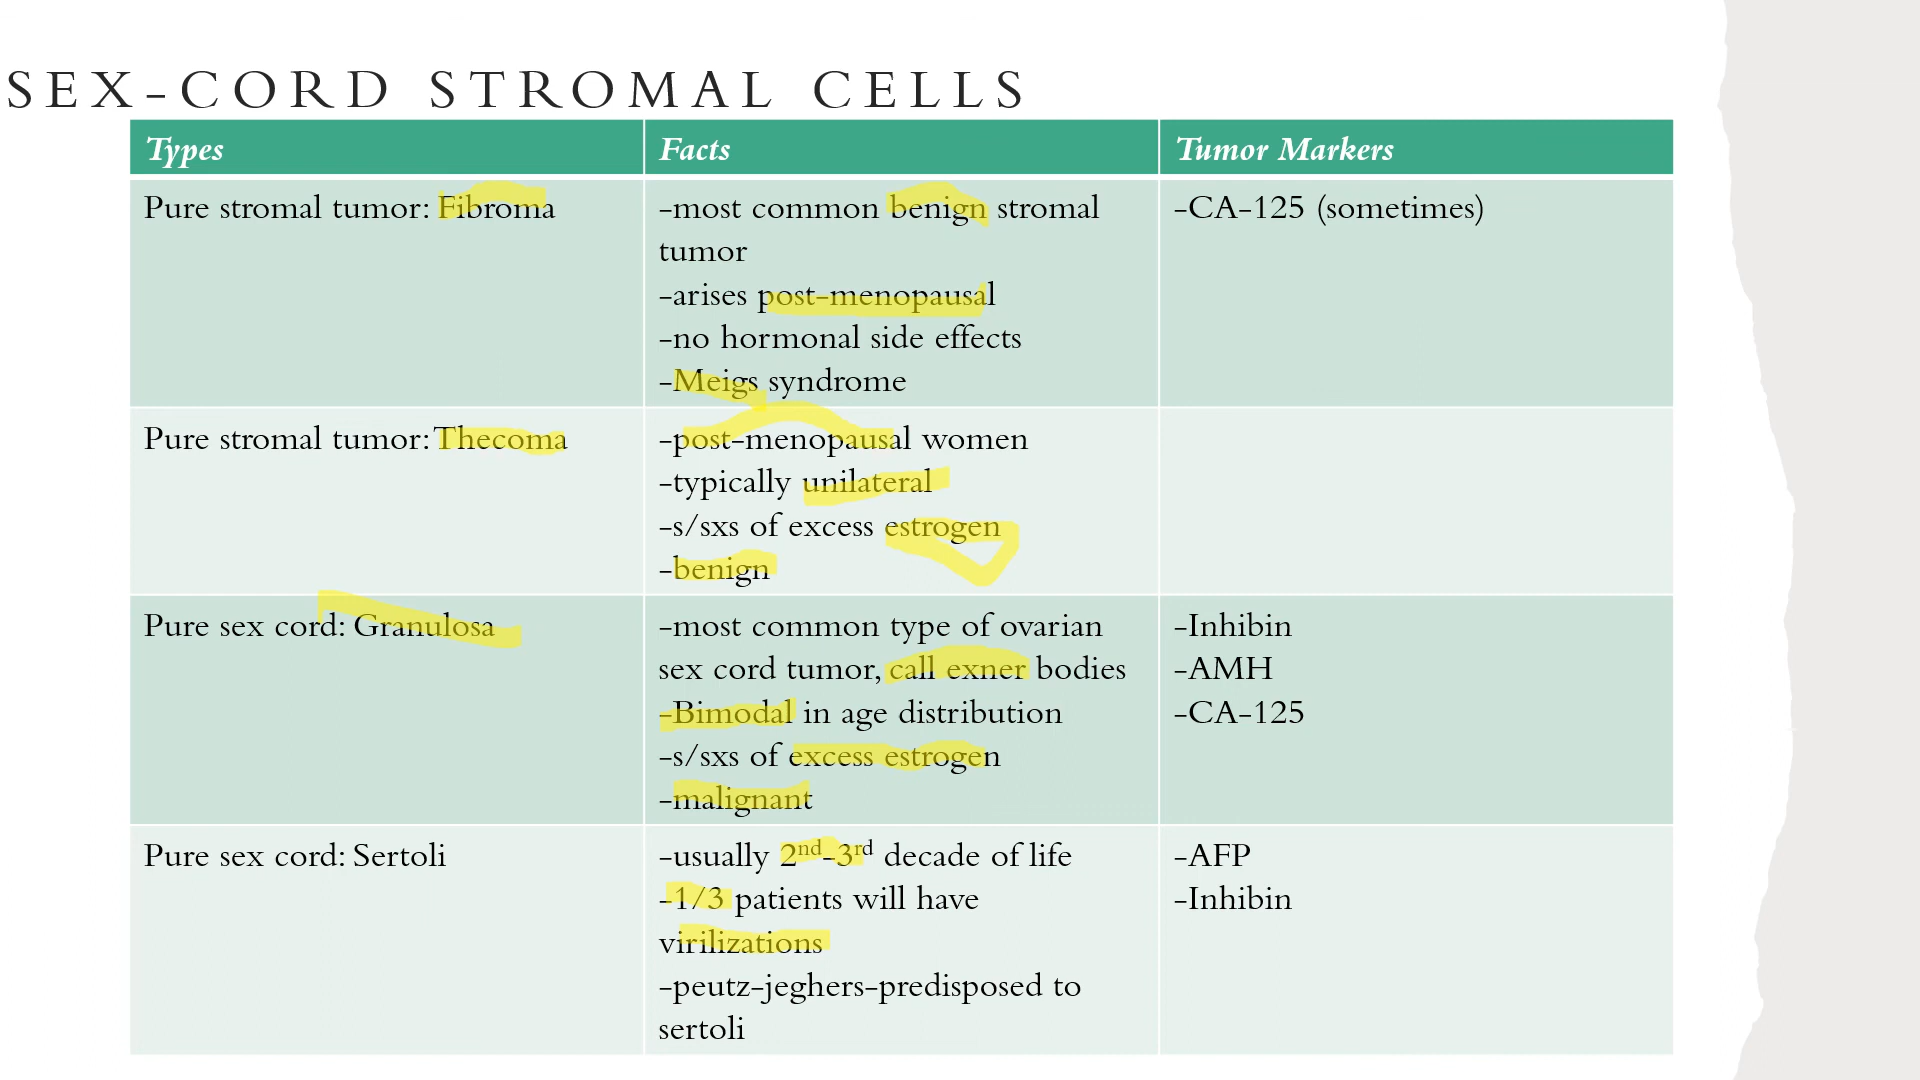 SEX-CORD STROMAL CELLS
Types
Facts
Tumor Markers
Pure stromal tumor: Fibroma
-most common benign stromal
tumor
-arises post-menopausal
-no hormonal side effects
-Meigs syndrome
-CA-125 (sometimes)
Pure stromal tumor: Thecoma
-post-menopausal women
-typically unilateral
-s/sxs of excess estrogen
-benign
Pure sex cord: Granulosa
-most common type of ovarian
sex cord tumor, call exner bodies
-Bimodal in age distribution
-s/sxs of excess estrogen
-malignant
-Inhibin
-AMH
-CA-125
Pure sex cord: Sertoli
-usually 2nd-3rd decade of life
-1/3 patients will have
virilizations
-peutz-jeghers-predisposed to
sertoli
-AFP
-Inhibin